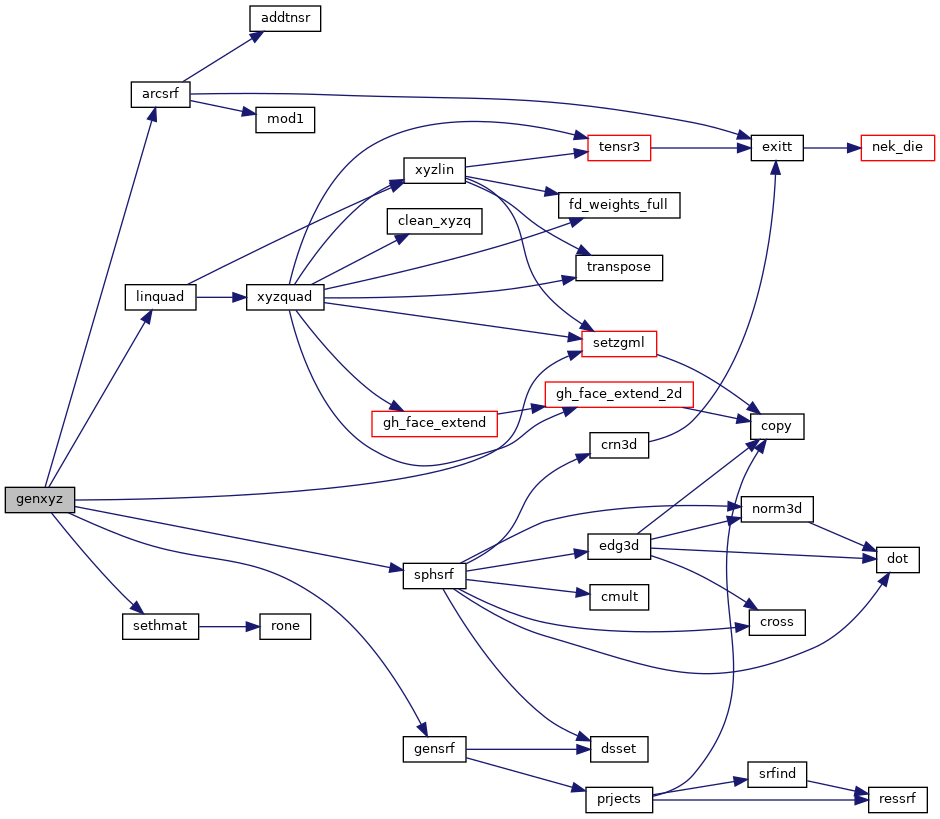 addtnsr
arcsrf
mod1
exitt
nek_die
tensr3
xyzlin
fd_weights_full
clean_xyzq
transpose
linquad
xyzquad
setzgml
gh_face_extend_2d
gh_face_extend
copy
crn3d
genxyz
norm3d
edg3d
dot
sphsrf
cmult
cross
sethmat
rone
gensrf
dsset
srfind
prjects
ressrf